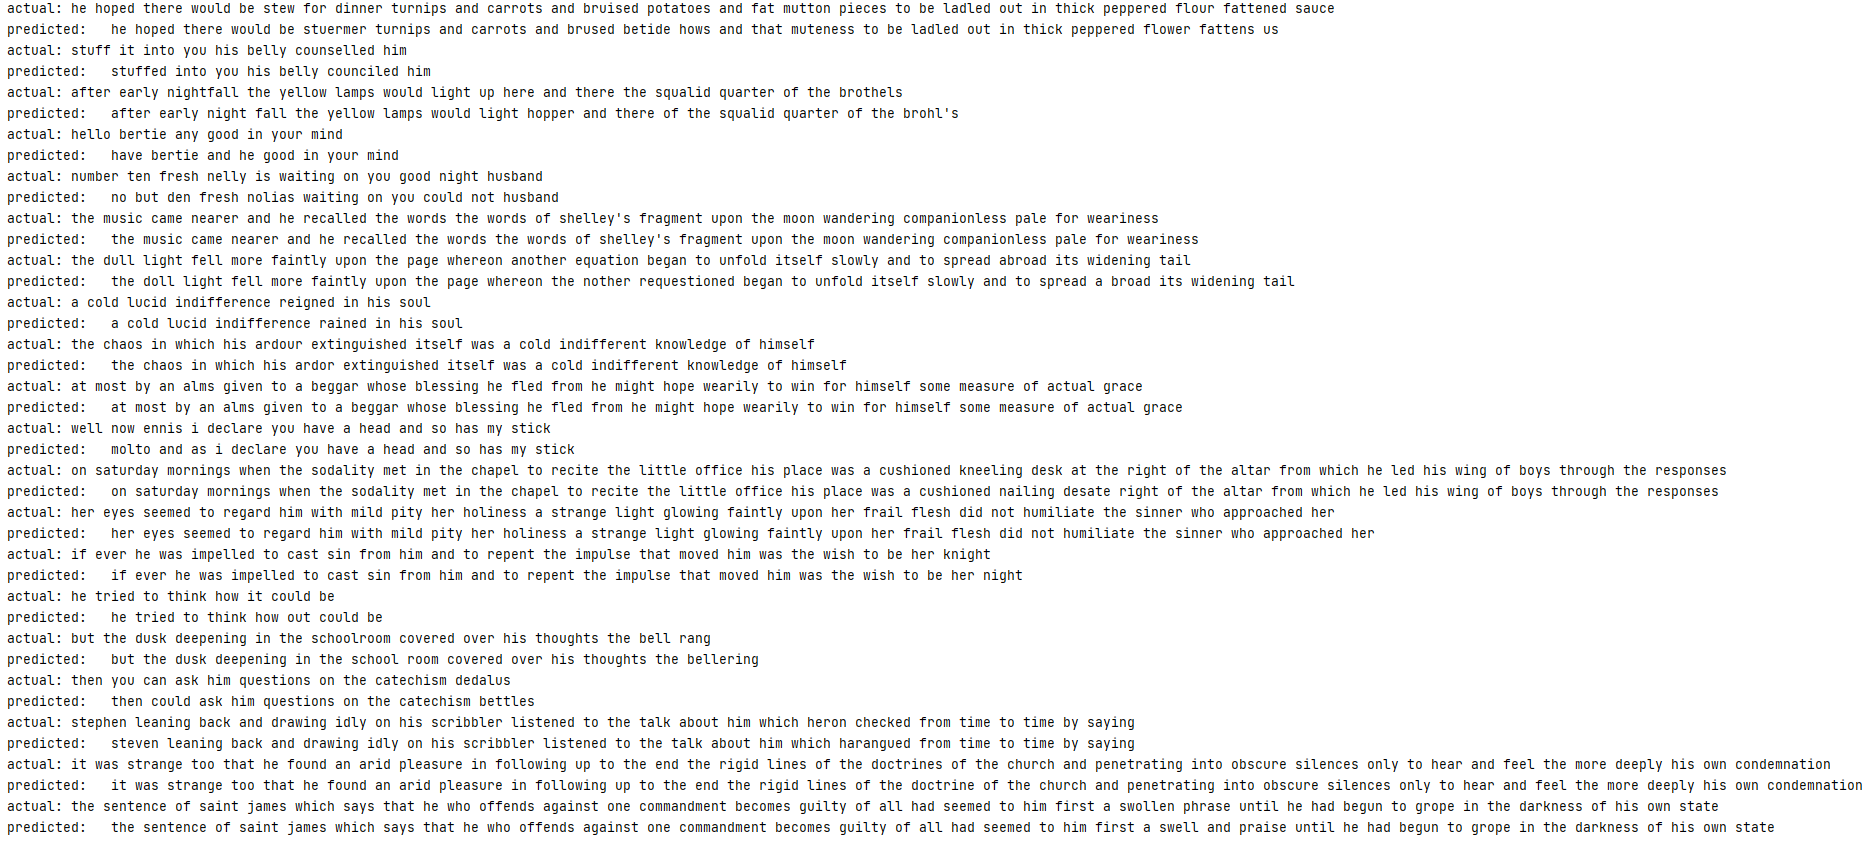 actual: he hoped there would be stew for dinner turnips and carrots and bruised potatoes and fat mutton pieces to be ladled out in thick peppered flour fattened sauce
predicted:   he hoped there would be stuermer turnips and carrots and brused betide hows and that muteness to be ladled out in thick peppered flower fattens us
actual: stuff it into you his belly counselled him
predicted:   stuffed into you his belly counciled him
actual: after early nightfall the yellow lamps would light up here and there the squalid quarter of the brothels
predicted:   after early night fall the yellow lamps would light hopper and there of the squalid quarter of the brohl's
actual: hello bertie any good in your mind
predicted:   have bertie and he good in your mind
actual: number ten fresh nelly is waiting on you good night husband
predicted:   no but den fresh nolias waiting on you could not husband
actual: the music came nearer and he recalled the words the words of shelley's fragment upon the moon wandering companionless pale for weariness
predicted:   the music came nearer and he recalled the words the words of shelley's fragment upon the moon wandering companionless pale for weariness
actual: the dull light fell more faintly upon the page whereon another equation began to unfold itself slowly and to spread abroad its widening tail
predicted:   the doll light fell more faintly upon the page whereon the nother requestioned began to unfold itself slowly and to spread a broad its widening tail
actual: a cold lucid indifference reigned in his soul
predicted:   a cold lucid indifference rained in his soul
actual: the chaos in which his ardour extinguished itself was a cold indifferent knowledge of himself
predicted:   the chaos in which his ardor extinguished itself was a cold indifferent knowledge of himself
actual: at most by an alms given to a beggar whose blessing he fled from he might hope wearily to win for himself some measure of actual grace
predicted:   at most by an alms given to a beggar whose blessing he fled from he might hope wearily to win for himself some measure of actual grace
actual: well now ennis i declare you have a head and so has my stick
predicted:   molto and as i declare you have a head and so has my stick
actual: on saturday mornings when the sodality met in the chapel to recite the little office his place was a cushioned kneeling desk at the right of the altar from which he led his wing of boys through the responses
predicted:   on saturday mornings when the sodality met in the chapel to recite the little office his place was a cushioned nailing desate right of the altar from which he led his wing of boys through the responses
actual: her eyes seemed to regard him with mild pity her holiness a strange light glowing faintly upon her frail flesh did not humiliate the sinner who approached her
predicted:   her eyes seemed to regard him with mild pity her holiness a strange light glowing faintly upon her frail flesh did not humiliate the sinner who approached her
actual: if ever he was impelled to cast sin from him and to repent the impulse that moved him was the wish to be her knight
predicted:   if ever he was impelled to cast sin from him and to repent the impulse that moved him was the wish to be her night
actual: he tried to think how it could be
predicted:   he tried to think how out could be
actual: but the dusk deepening in the schoolroom covered over his thoughts the bell rang
predicted:   but the dusk deepening in the school room covered over his thoughts the bellering
actual: then you can ask him questions on the catechism dedalus
predicted:   then could ask him questions on the catechism bettles
actual: stephen leaning back and drawing idly on his scribbler listened to the talk about him which heron checked from time to time by saying
predicted:   steven leaning back and drawing idly on his scribbler listened to the talk about him which harangued from time to time by saying
actual: it was strange too that he found an arid pleasure in following up to the end the rigid lines of the doctrines of the church and penetrating into obscure silences only to hear and feel the more deeply his own condemnation
predicted:   it was strange too that he found an arid pleasure in following up to the end the rigid lines of the doctrine of the church and penetrating into obscure silences only to hear and feel the more deeply his own condemnation
actual: the sentence of saint james which says that he who offends against one commandment becomes guilty of all had seemed to him first a swollen phrase until he had begun to grope in the darkness of his own state
predicted:   the sentence of saint james which says that he who offends against one commandment becomes guilty of all had seemed to him first a swell and praise until he had begun to grope in the darkness of his own state